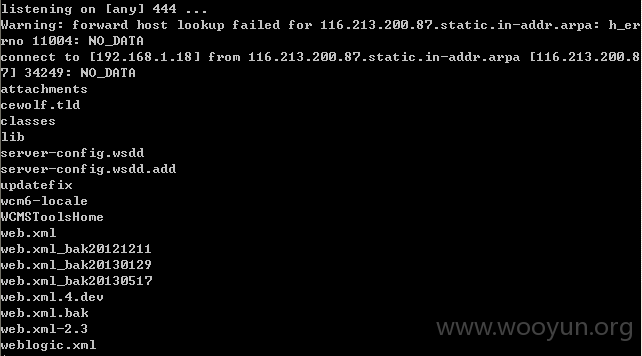 listening on [any] 444 ...
Warning: forward host lookup failed for 116.213.200.87.static.in-addr.arpa: h_er
rno 11004: NO_DATA
connect to [192.168.1.18] from 116.213.200.87.static.in-addr.arpa [116.213.200.8
7] 34249: NO_DATA
attachments
cewolf.tld
classes
lib
server-config.wsdd
server-config.wsdd.add
updatefix
wcm6-locale
WCMSToolsHome
web.xml
web.xml_bak20121211
web.xml_bak20130129
web.xml_bak20130517
web.xml.4.dev
web.xml.bak
web.xml-2.3
weblogic.xml
www.wooyun.org